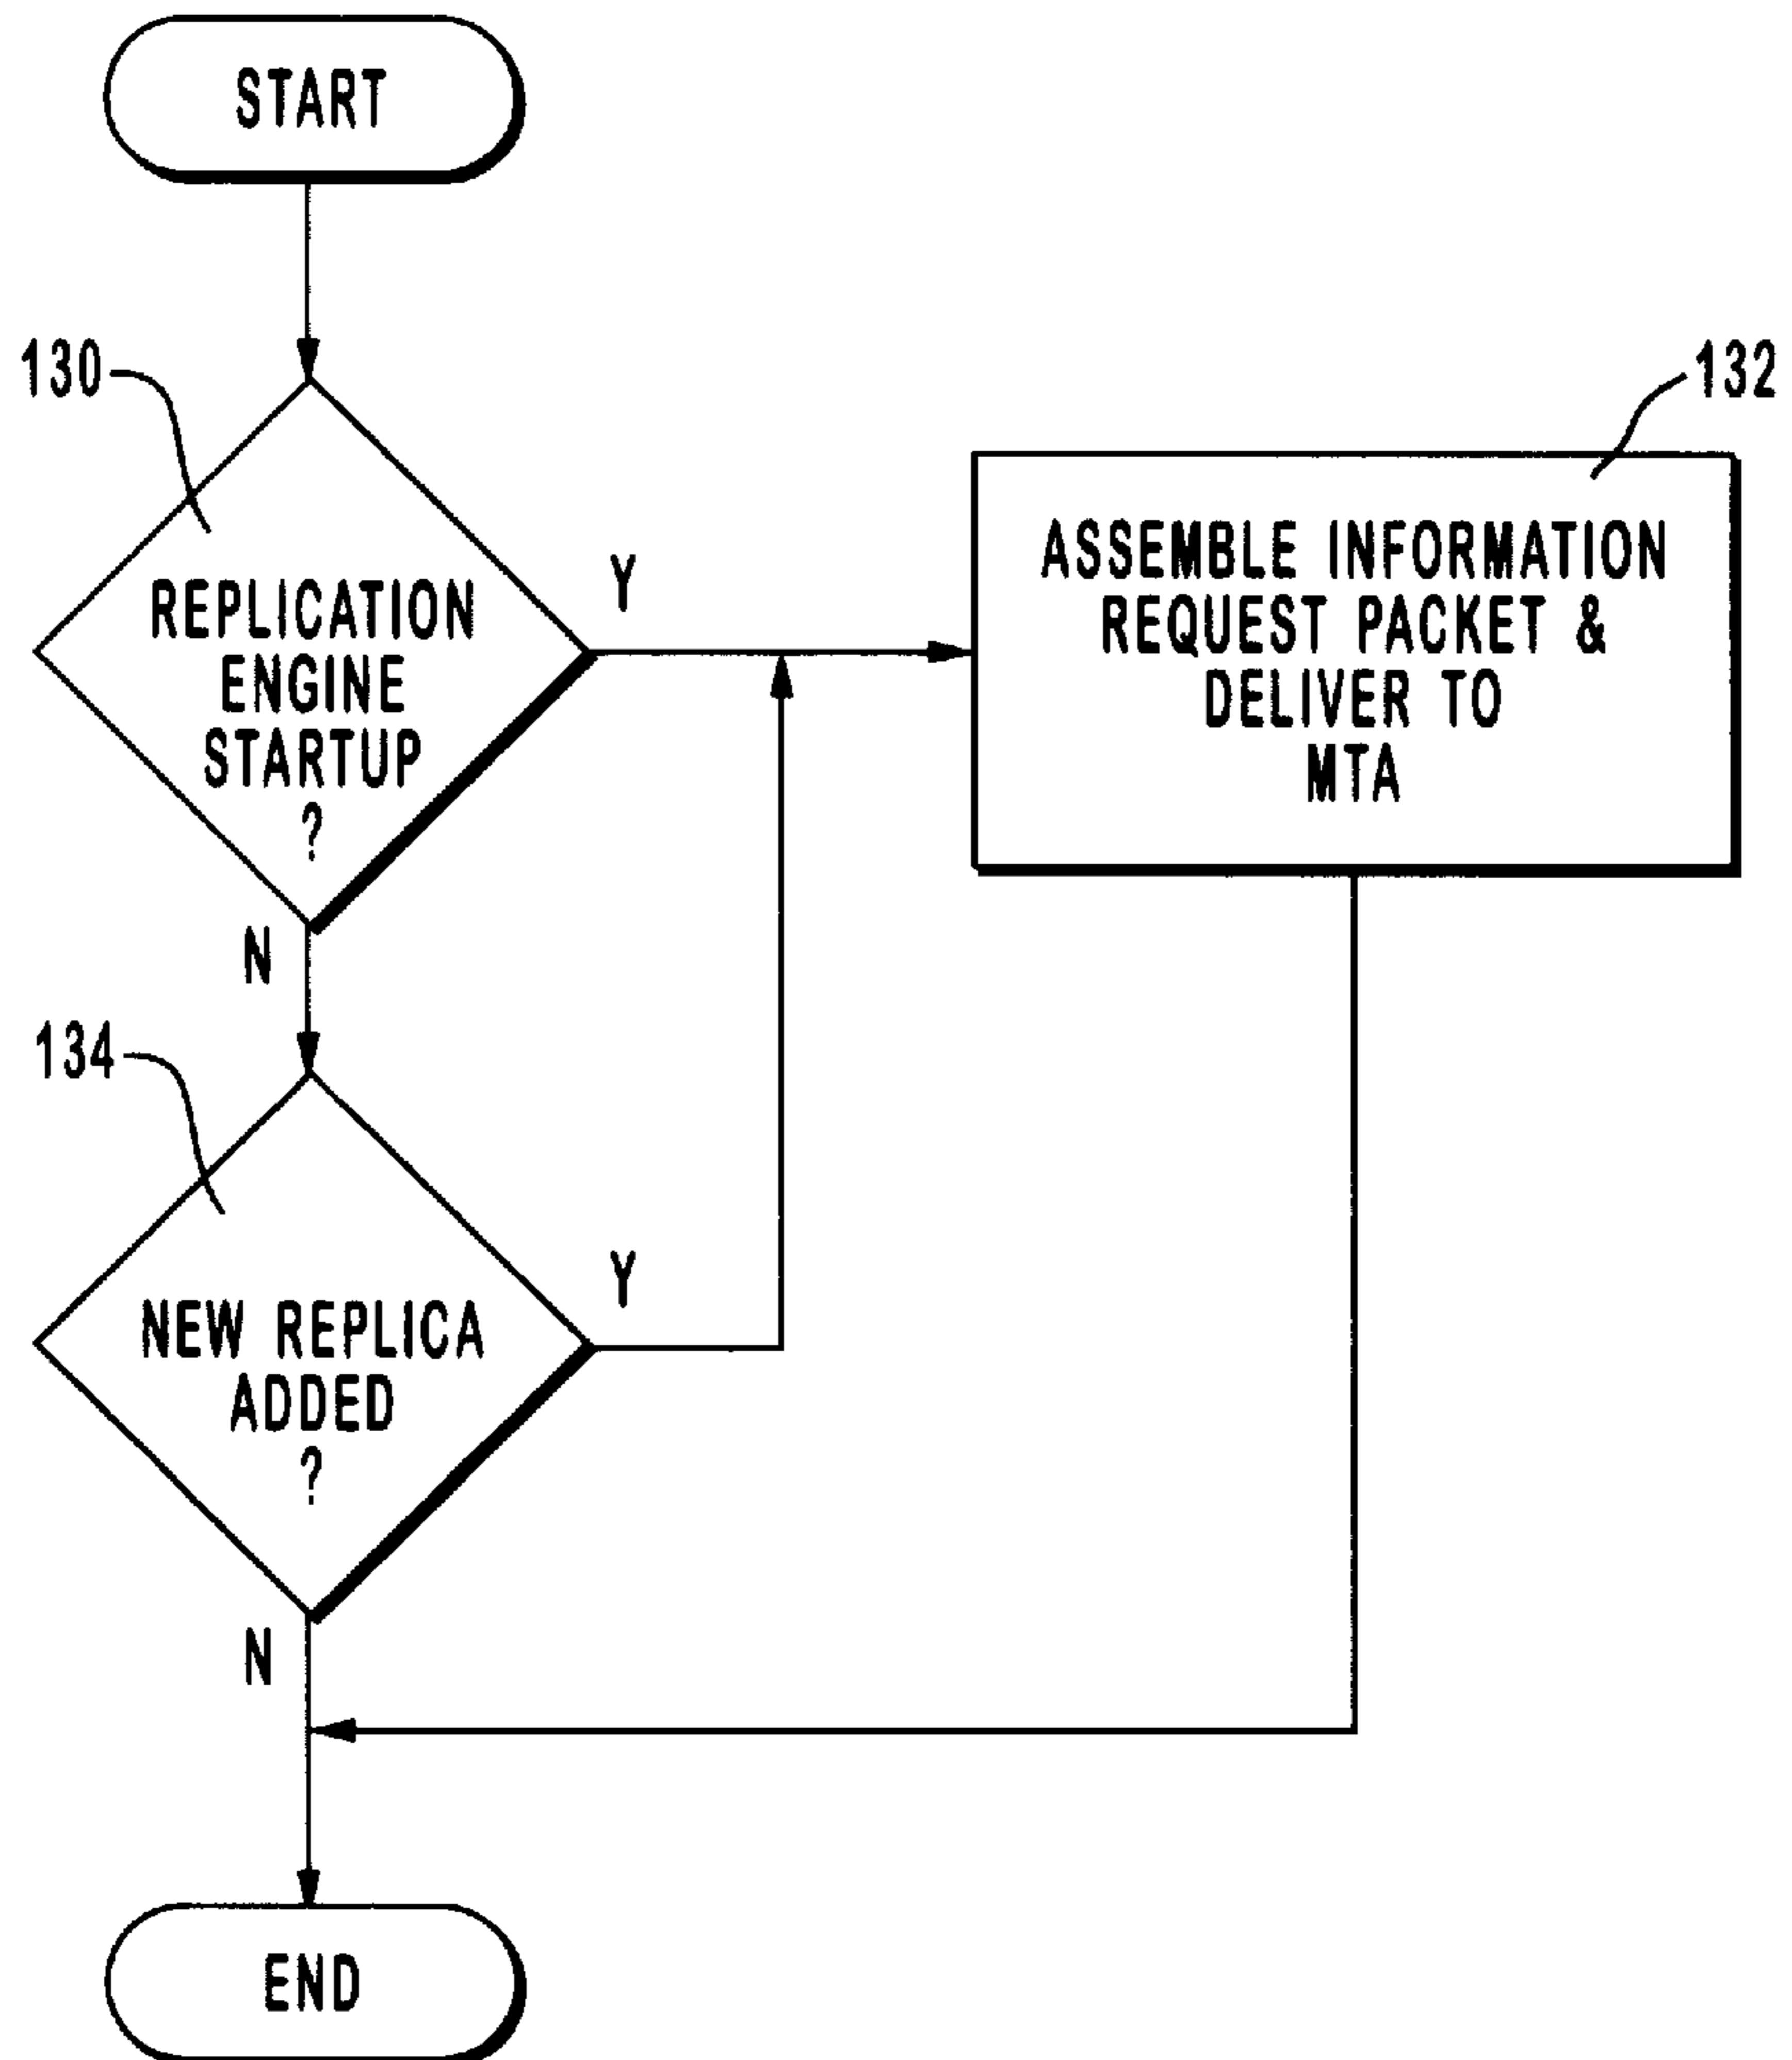 START
130
REPLICATION
ENGINE
STARTUP
?
Y
N
132
ASSEMBLE INFORMATION
REQUEST PACKET &
DELIVER TO
MTA
134
NEW REPLICA
ADDED
?
Y
N
END